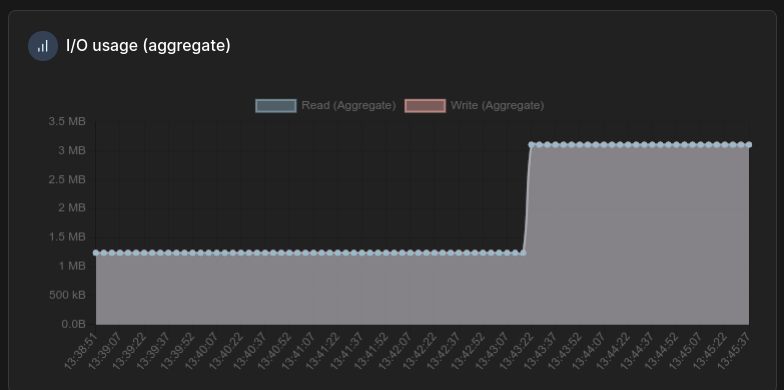 I/O usage (aggregate)
Read (Aggregate) Write (Aggregate)
3.5 MB
3 MB
2.5 MB
2 MB
1.5 MB
1 MB
500 kB
0.0B
13:38:51 13:39:07 13:39:22 13:39:37 13:39:52 13:40:07 13:40:22 13:40:37 13:40:52 13:41:07 13:41:22 13:41:37 13:41:52 13:42:07 13:42:22 13:42:37 13:42:52 13:43:07 13:43:22 13:43:37 13:43:52 13:44:07 13:44:22 13:44:37 13:44:52 13:45:07 13:45:22 13:45:37